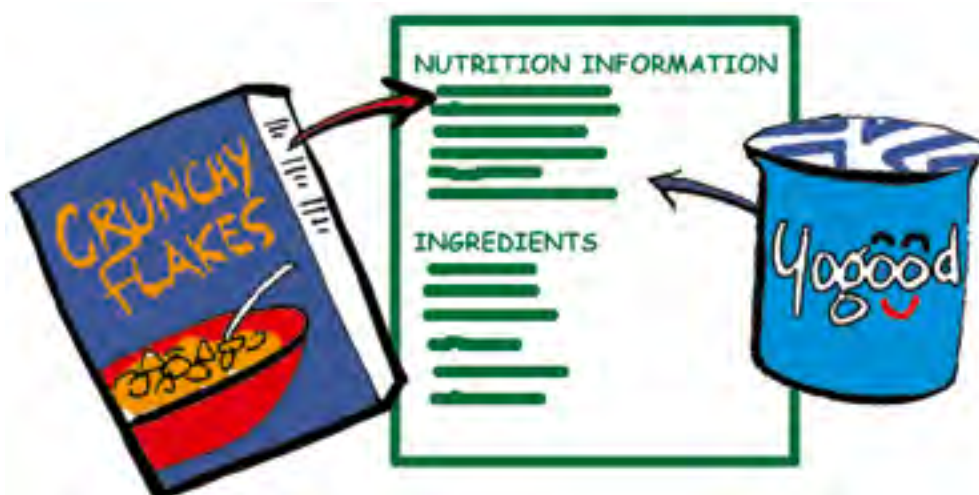 NUTRITION INFORMATION
CRUNCHY
FLAKES
INGREDIENTS
Yogood